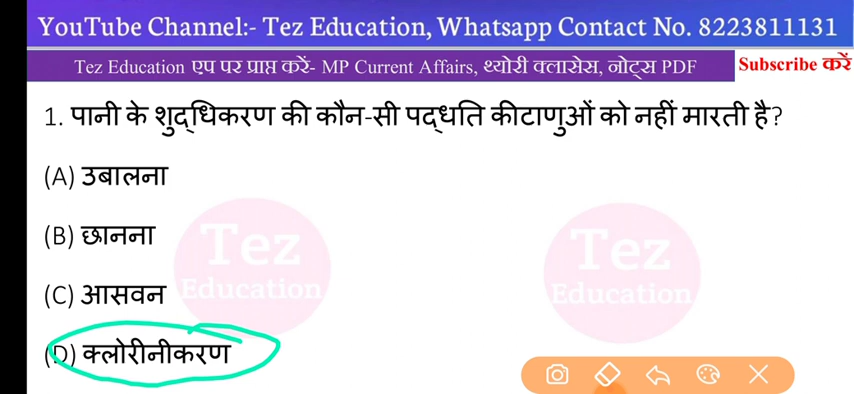 YouTube Channel:- Tez Education, Whatsapp Contact No. 8223811131
Tez Education एप पर प्राप्त करें- MP Current Affairs, थ्योरी क्लासेस, नोट्स PDF Subscribe करें
1. पानी के शुद्धिकरण की कौन-सी पद्धति कीटाणुओं को नहीं मारती है?
(A) उबालना
(B) छानना
(C) आसवन
(D) क्लोरीनीकरण
Tez
Education
Tez
Education